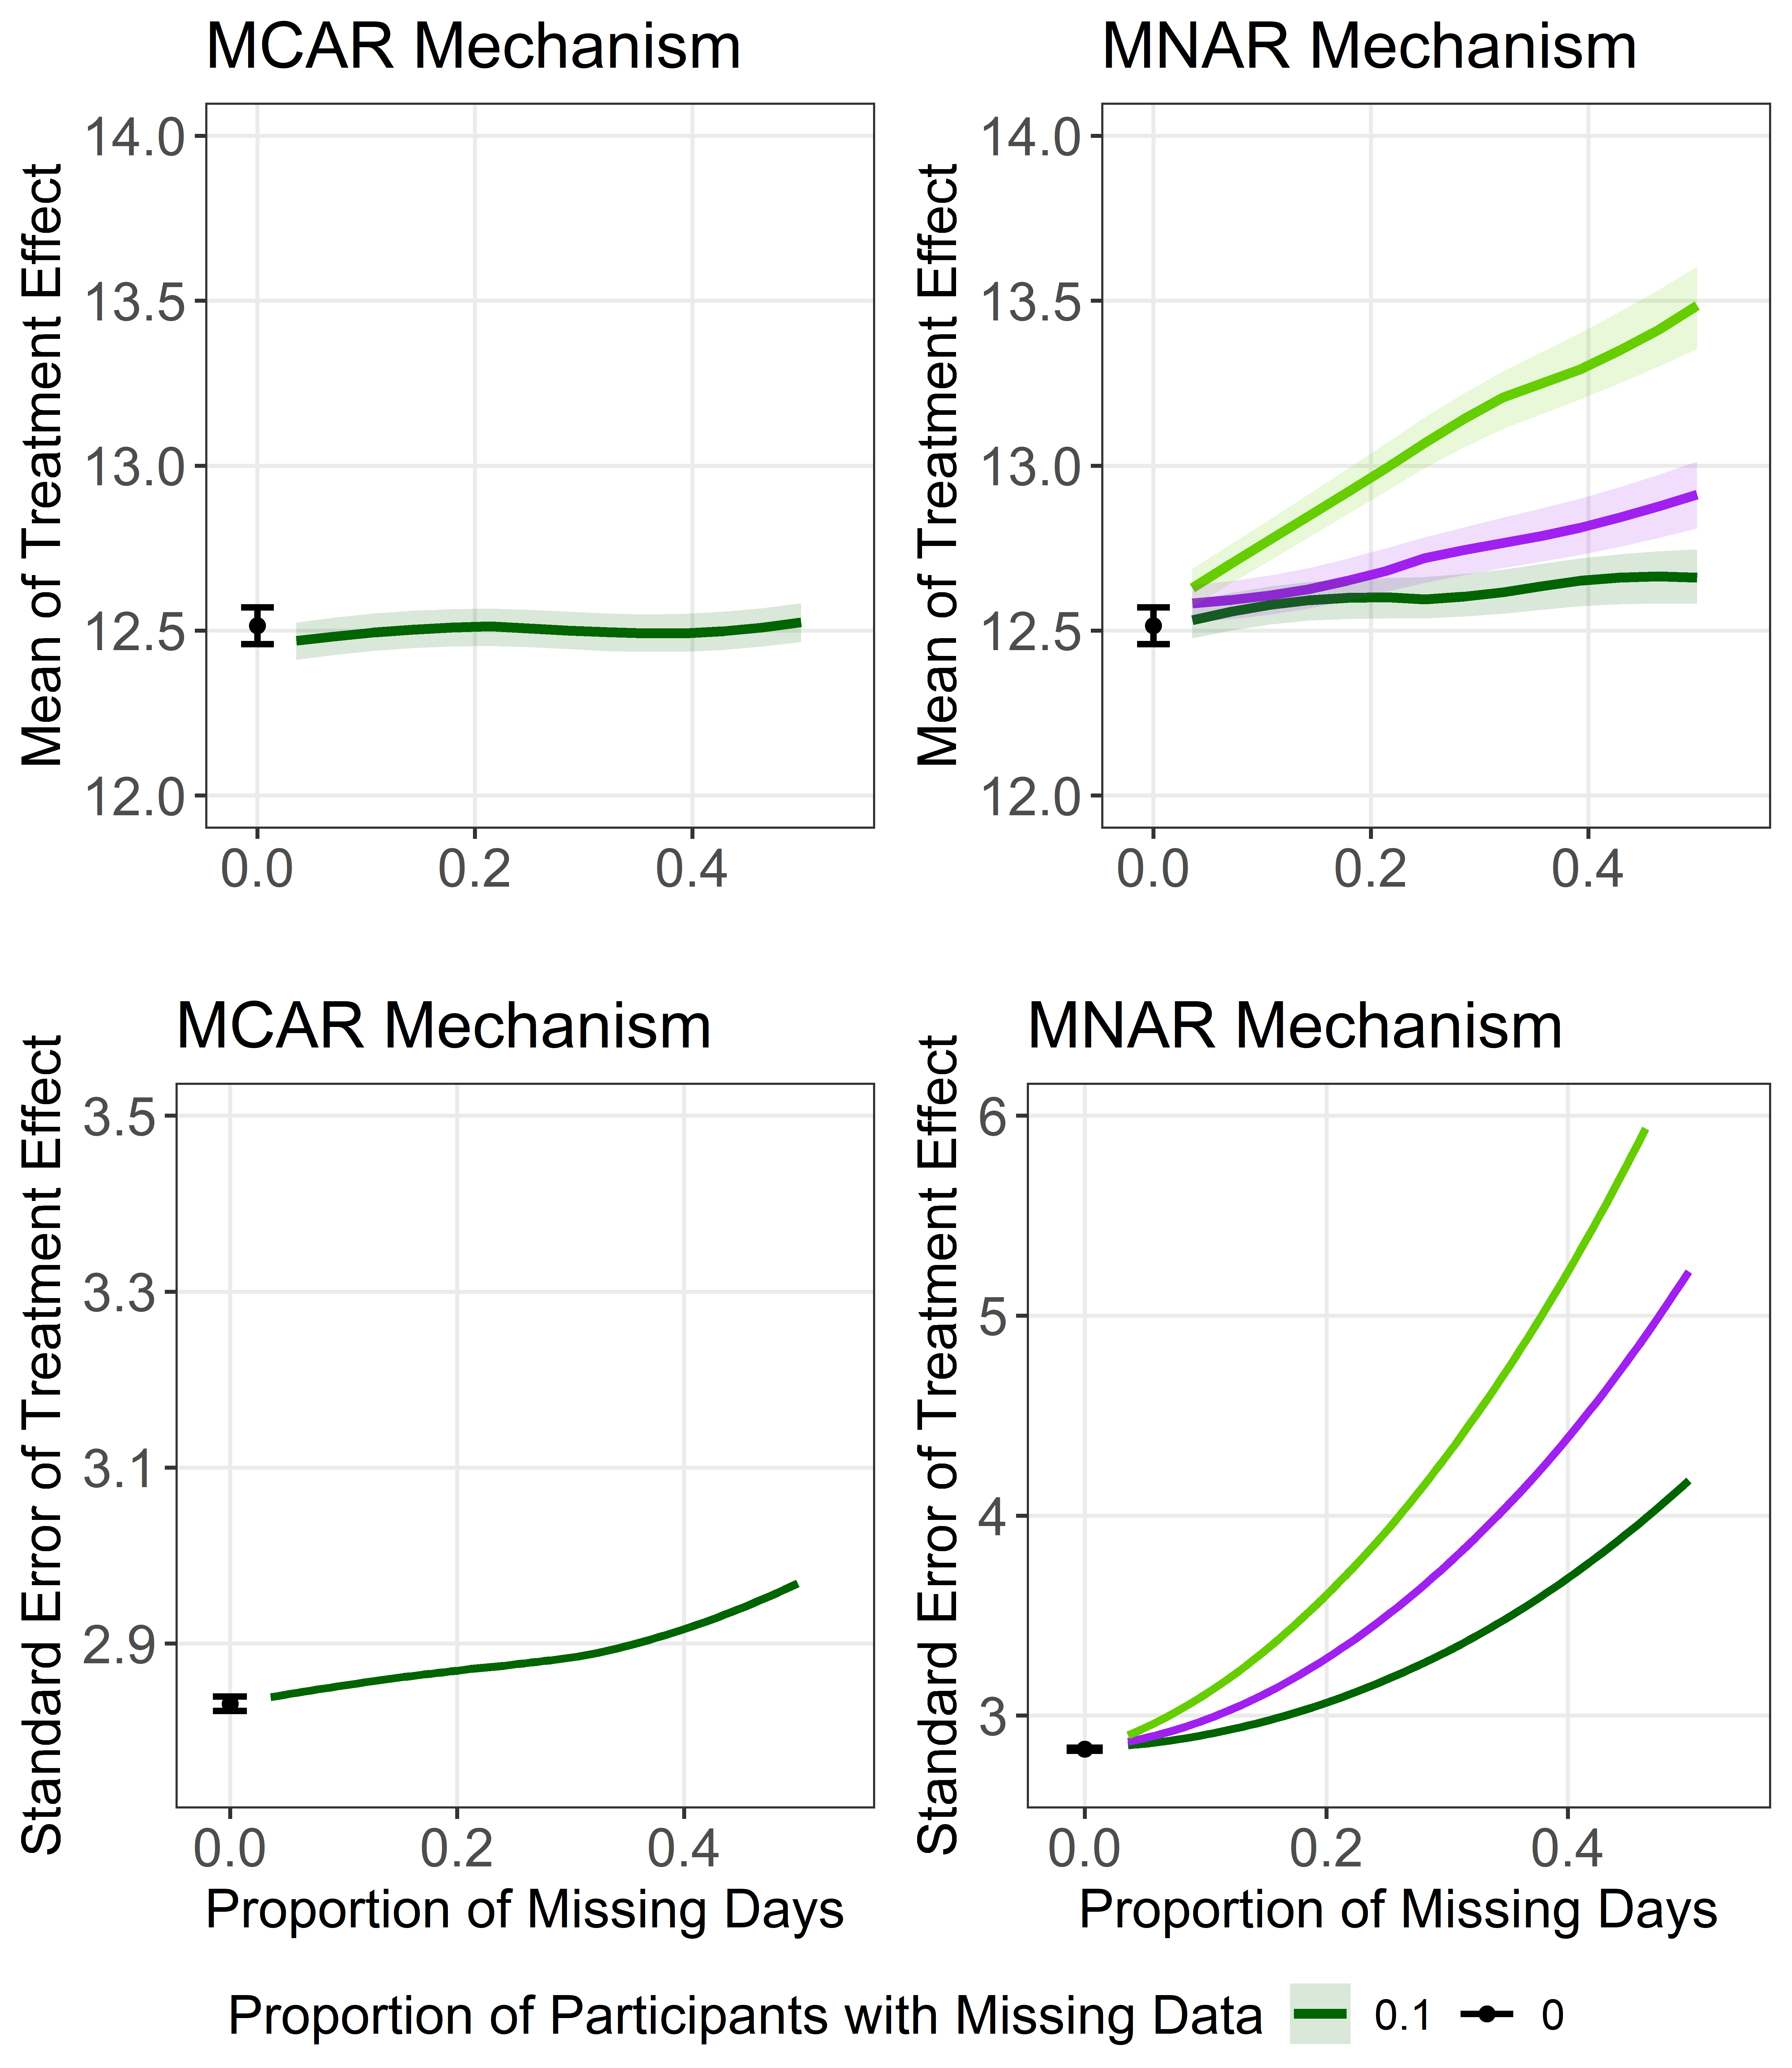 MCAR Mechanism
MNAR Mechanism
Mean of Treatment Effect
14.0
13.5
13.0
12.5
12.0
0.0 0.2 0.4
Mean of Treatment Effect
14.0
13.5
13.0
12.5
12.0
0.0 0.2 0.4
MCAR Mechanism
MNAR Mechanism
Standard Error of Treatment Effect
3.5
3.3
3.1
2.9
0.0 0.2 0.4
Proportion of Missing Days
Standard Error of Treatment Effect
6
5
4
3
0.0 0.2 0.4
Proportion of Missing Days
Proportion of Participants with Missing Data 0.1 0